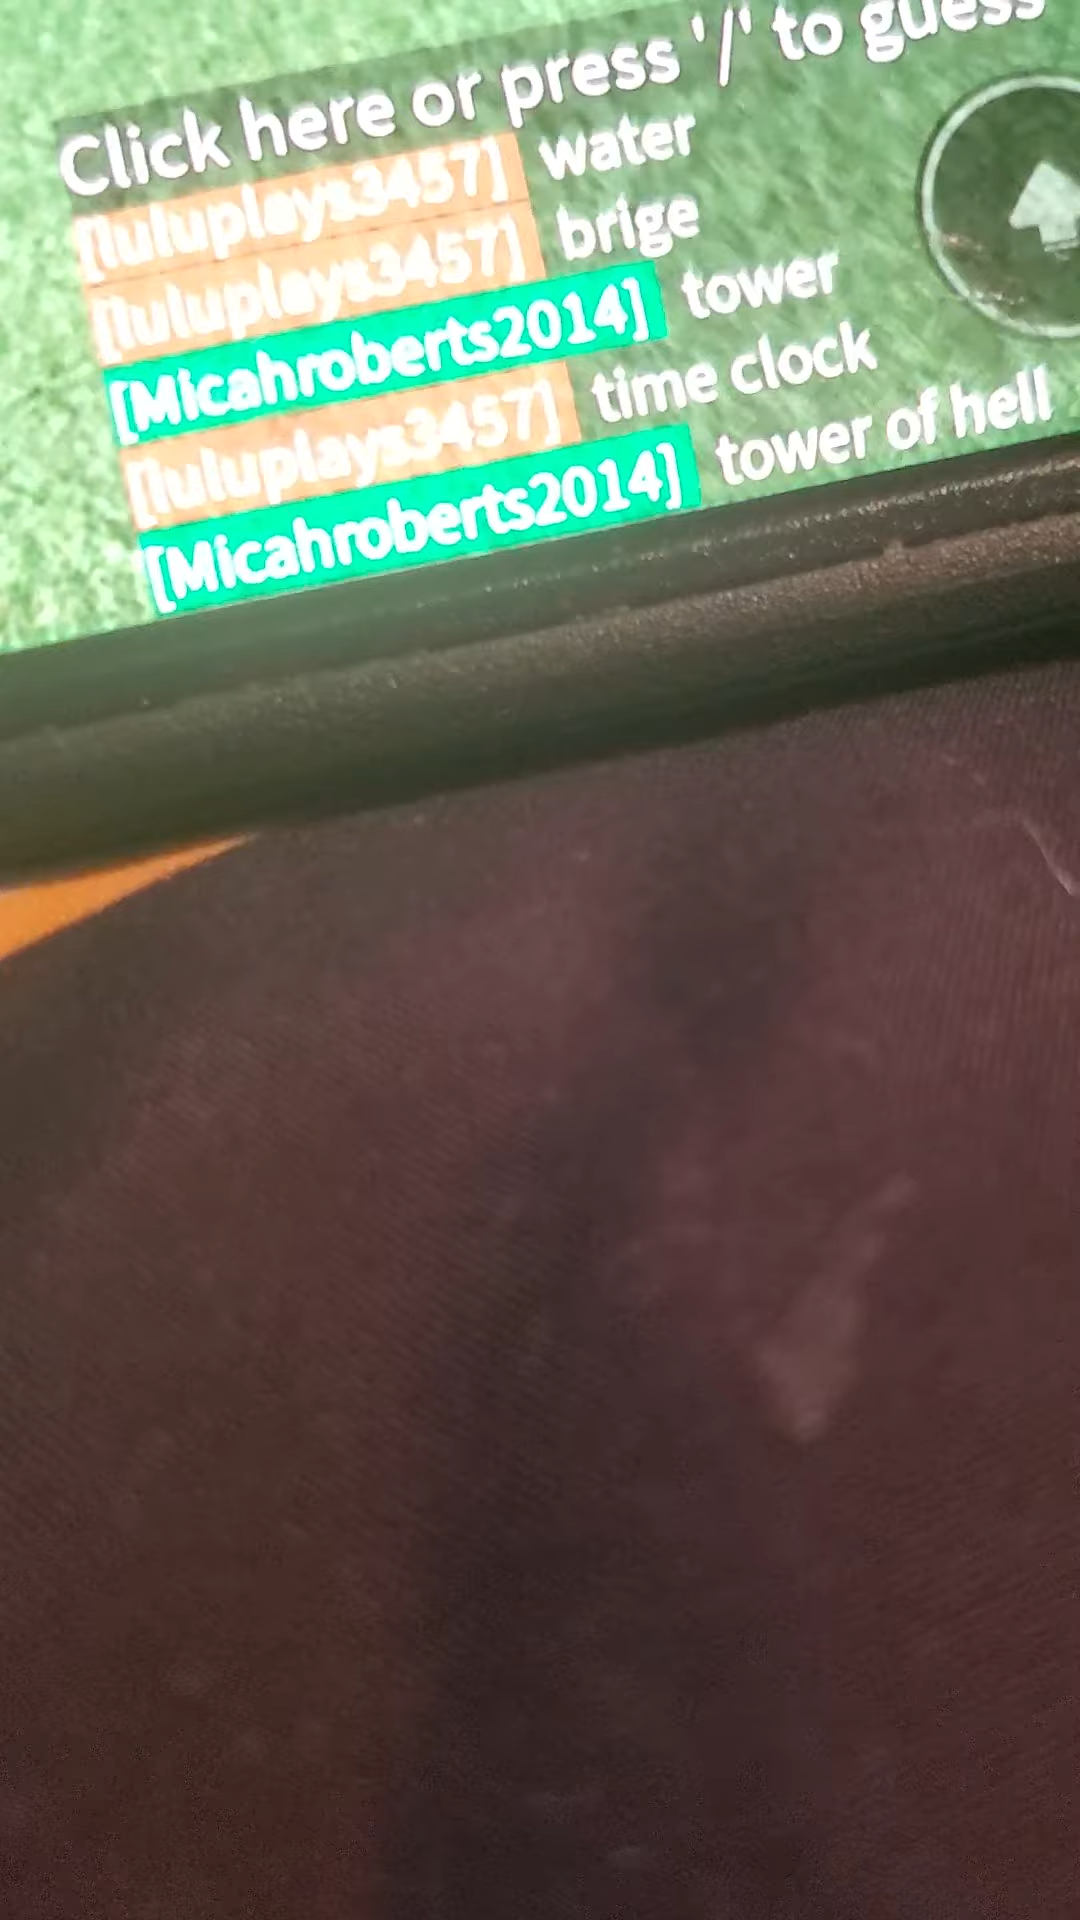 Click here or press '/' to guess
[luluplays3457] water
[luluplays3457] brige
[Micahroberts2014] tower
[luluplays3457] time clock
[Micahroberts2014] tower of hell